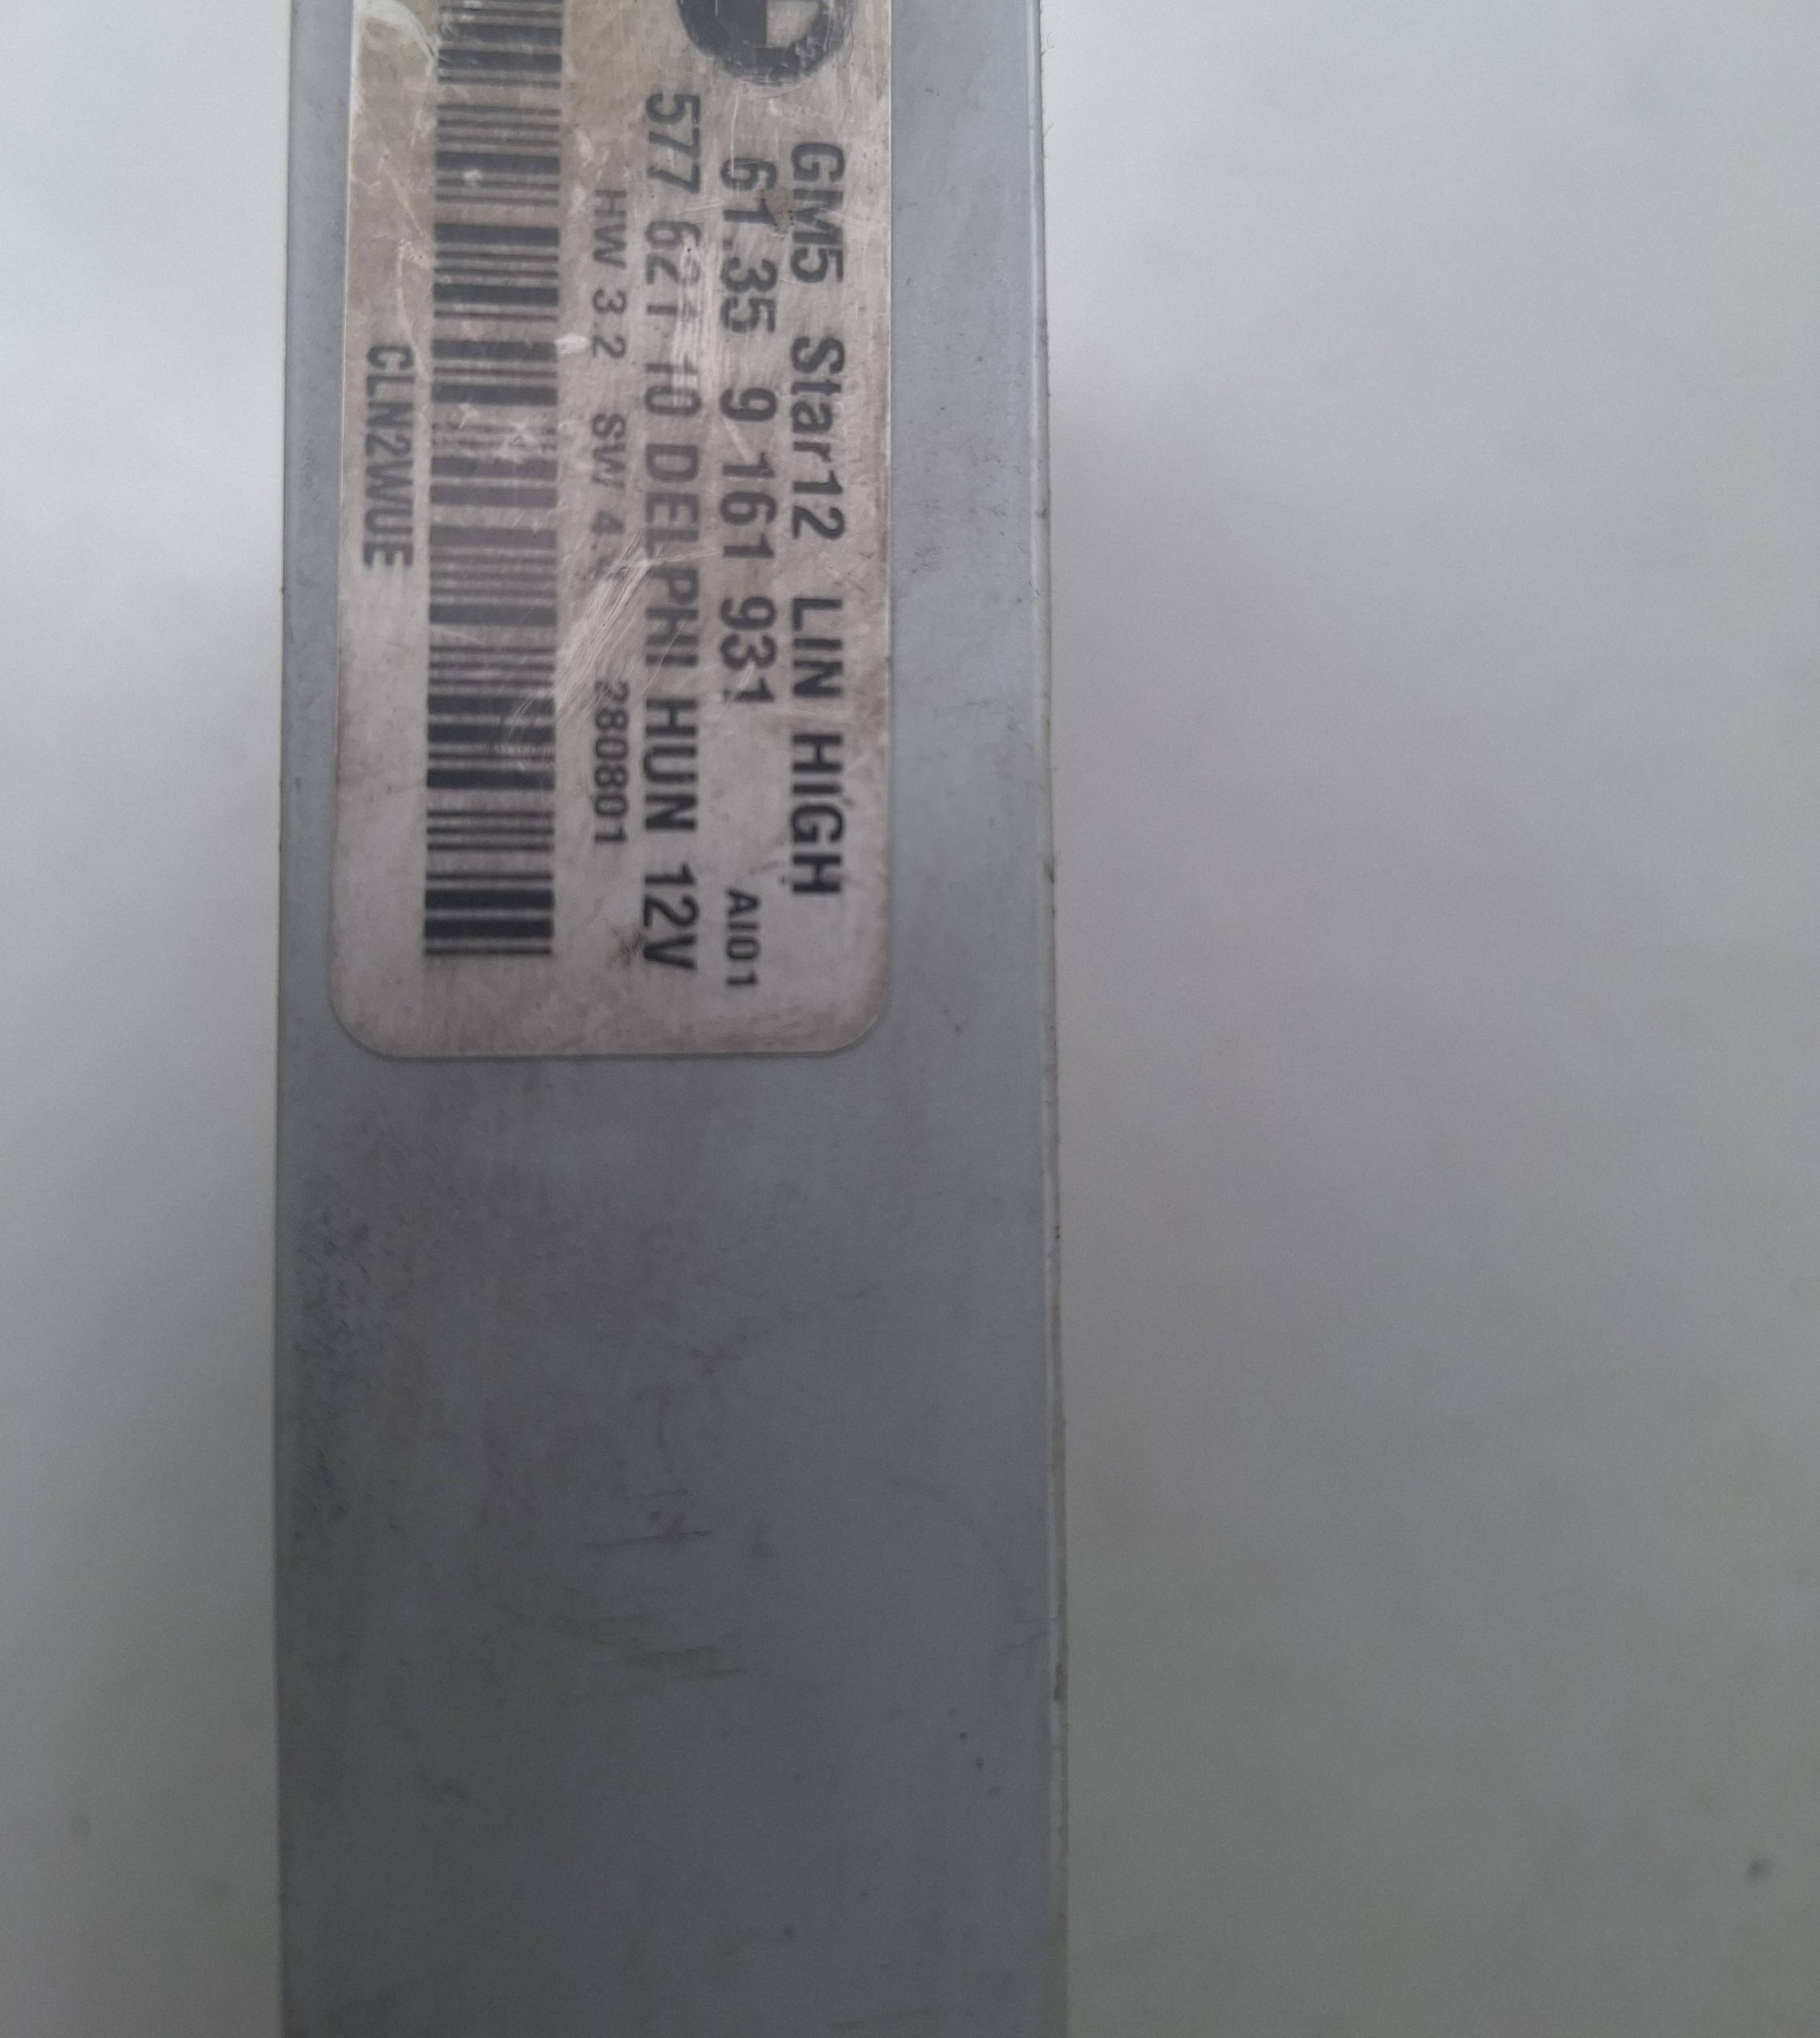 GM5 Star12 LIN HIGH
61.35 9 161 931 AI01
577 621 10 DELPHI HUN 12V
HW 3.2 SW 4. 280801
CLN2WUE